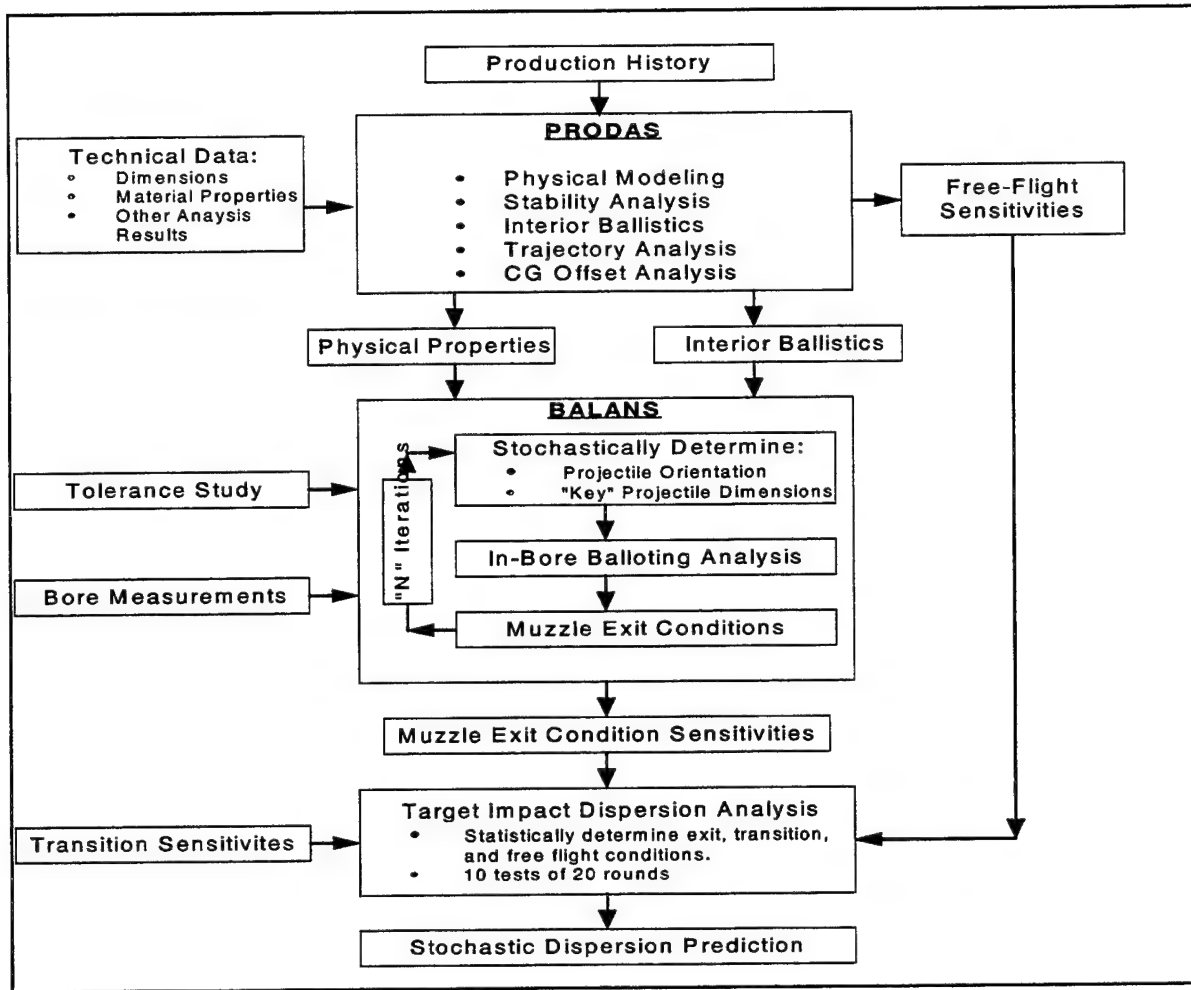 Production History
PRODAS
• Physical Modeling
• Stability Analysis
• Interior Ballistics
• Trajectory Analysis
• CG Offset Analysis
Technical Data:
• Dimensions
• Material Properties
• Other Anaysis
Results
Free-Flight
Sensitivities
Physical Properties
Interior Ballistics
BALANS
"N" Iterations
Stochastically Determine:
• Projectile Orientation
• "Key" Projectile Dimensions
In-Bore Balloting Analysis
Muzzle Exit Conditions
Tolerance Study
Bore Measurements
Muzzle Exit Condition Sensitivities
Target Impact Dispersion Analysis
• Statistically determine exit, transition,
and free flight conditions.
• 10 tests of 20 rounds
Transition Sensitivites
Stochastic Dispersion Prediction